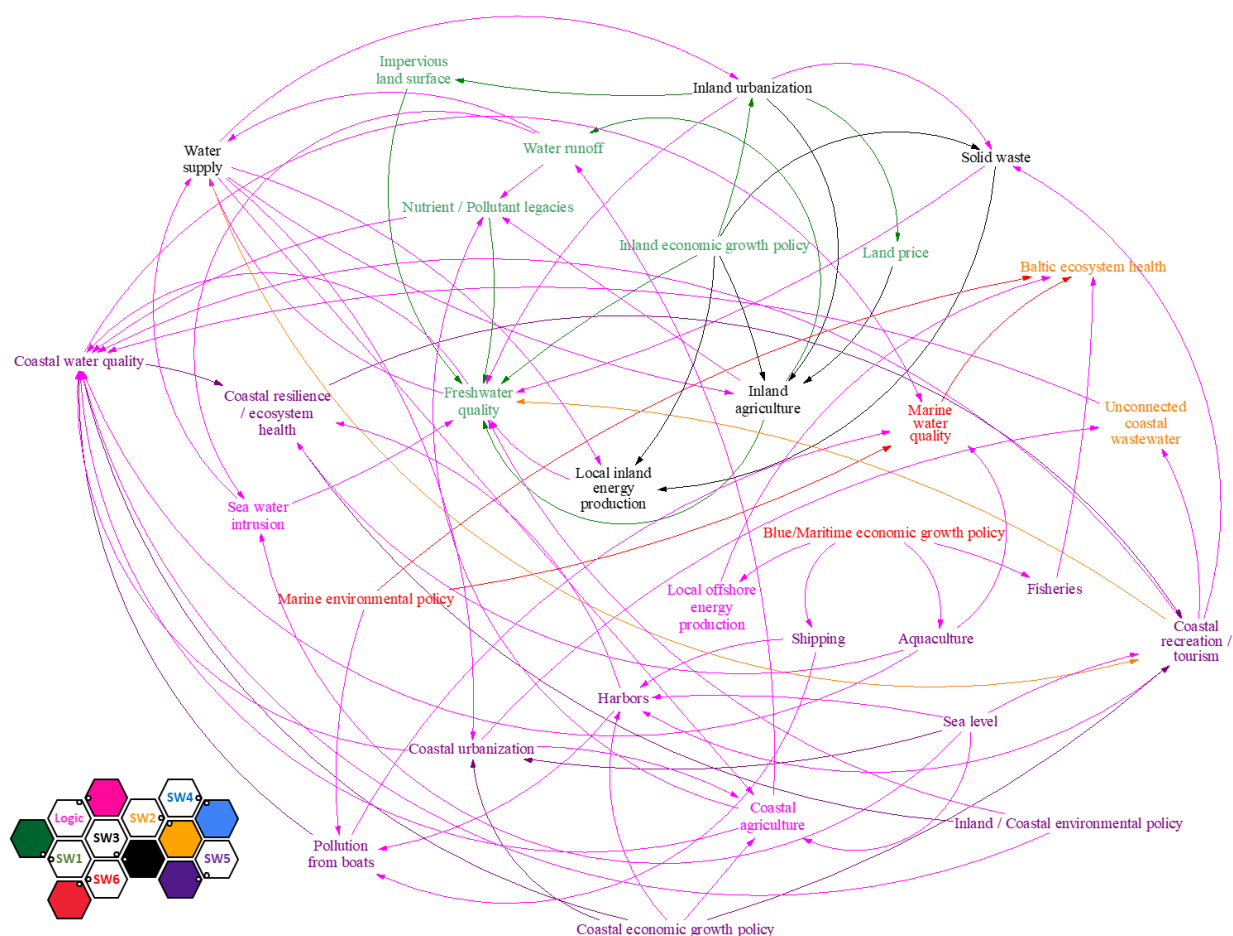 Impervious
land surface
Inland urbanization
Water
supply
Water runoff
Solid waste
Nutrient / Pollutant legacies
Inland economic growth policy
Land price
Baltic ecosystem health
Coastal water quality
Coastal resilience
/ ecosystem
health
Freshwater
quality
Inland
agriculture
Marine
water
quality
Unconnected
coastal
wastewater
Local inland
energy
production
Sea water
intrusion
Blue/Maritime economic growth policy
Marine environmental policy
Local offshore
energy
production
Fisheries
Shipping
Aquaculture
Coastal
recreation /
tourism
Harbors
Sea level
Coastal urbanization
Coastal
agriculture
Inland / Coastal environmental policy
Pollution
from boats
Coastal economic growth policy
SW4
Logic
SW2
SW3
SW1
SW5
SW6